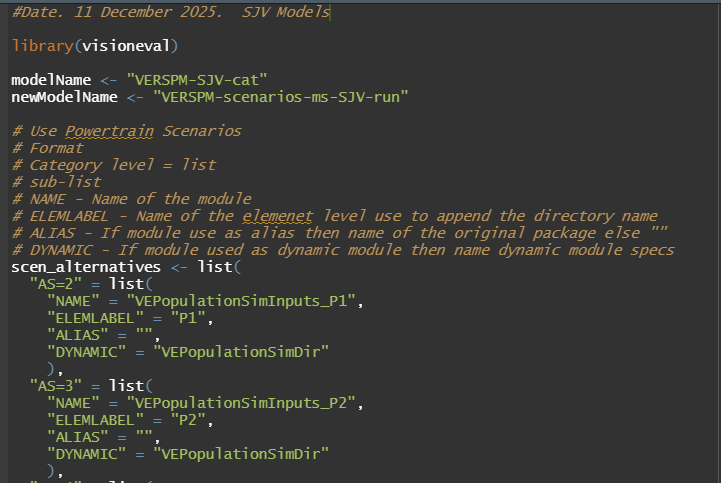 #Date. 11 December 2025.  SJV Models
library(visioneval)
modelName <- "VERSPM-SJV-cat"
newModelName <- "VERSPM-scenarios-ms-SJV-run"
# Use Powertrain Scenarios
# Format
# Category level = list
# sub-list
# NAME - Name of the module
# ELEMLABEL - Name of the elemenet level use to append the directory name
# ALIAS - If module use as alias then name of the original package else ""
# DYNAMIC - If module used as dynamic module then name dynamic module specs
scen_alternatives <- list(
  "AS=2" = list(
    "NAME" = "VEPopulationSimInputs_P1",
    "ELEMLABEL" = "P1",
    "ALIAS" = "",
    "DYNAMIC" = "VEPopulationSimDir"
    ),
  "AS=3" = list(
    "NAME" = "VEPopulationSimInputs_P2",
    "ELEMLABEL" = "P2",
    "ALIAS" = "",
    "DYNAMIC" = "VEPopulationSimDir"
    ),